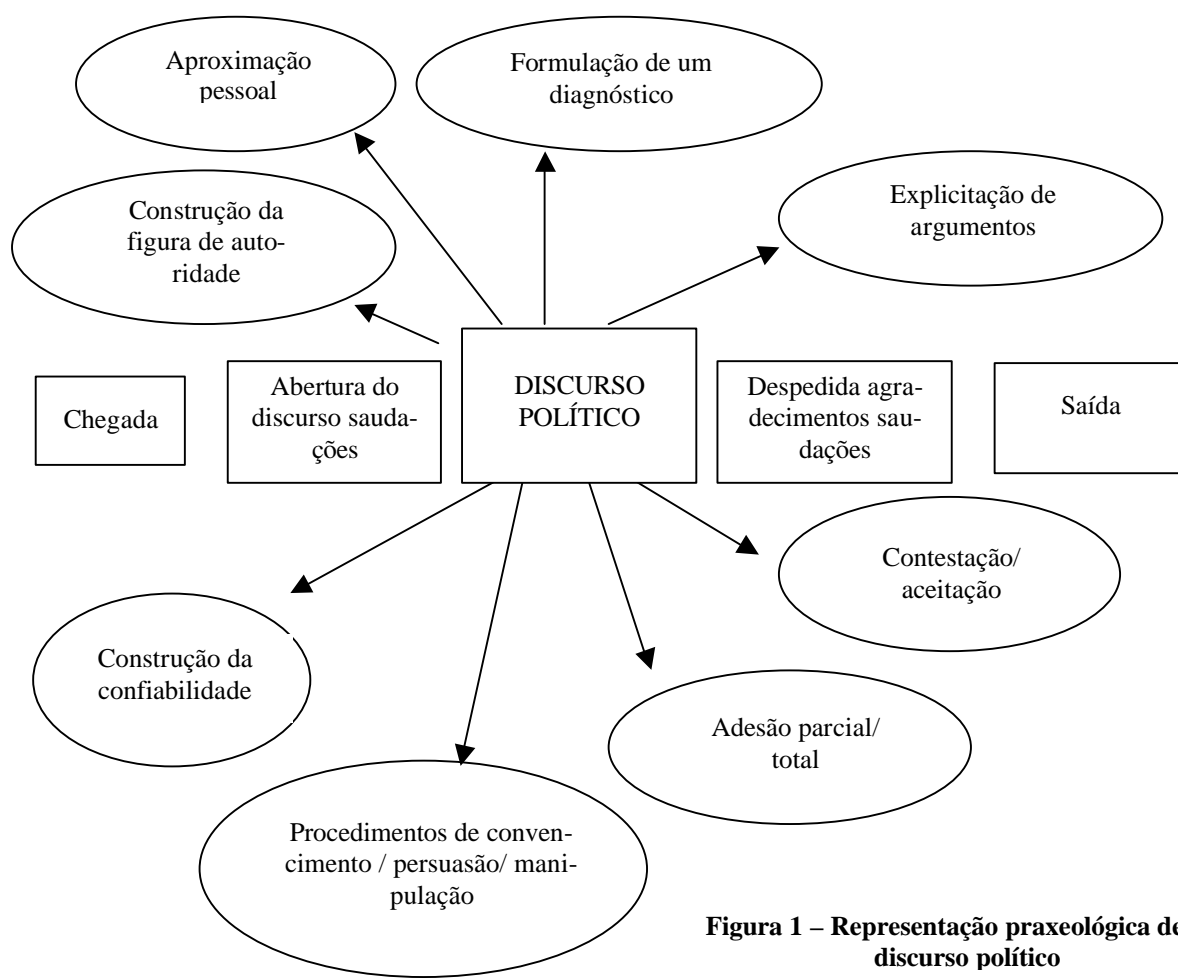 Aproximação
pessoal
Formulação de um
diagnóstico
Construção da
figura de auto-
ridade
Explicitação de
argumentos
Chegada
Abertura do
discurso sauda-
ções
DISCURSO
POLÍTICO
Despedida agra-
decimentos sau-
dações
Saída
Contestação/
aceitação
Construção da
confiabilidade
Adesão parcial/
total
Procedimentos de conven-
cimento / persuasão/ mani-
pulação
Figura 1 – Representação praxeológica de
discurso político